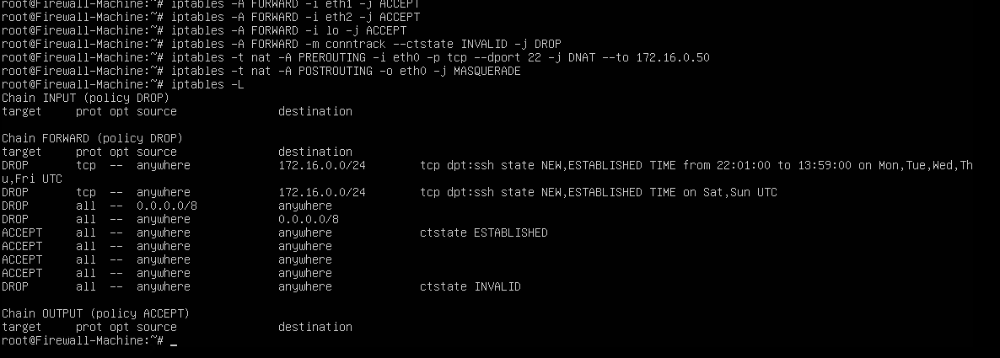 root@Firewall-Machine:~# iptables -A FORWARD -i eth1 -j ACCEPT
root@Firewall-Machine:~# iptables -A FORWARD -i eth2 -j ACCEPT
root@Firewall-Machine:~# iptables -A FORWARD -i lo -j ACCEPT
root@Firewall-Machine:~# iptables -A FORWARD -m conntrack --ctstate INVALID -j DROP
root@Firewall-Machine:~# iptables -t nat -A PREROUTING -i eth0 -p tcp --dport 22 -j DNAT --to 172.16.0.50
root@Firewall-Machine:~# iptables -t nat -A POSTROUTING -o eth0 -j MASQUERADE
root@Firewall-Machine:~# iptables -L
Chain INPUT (policy DROP)
target     prot opt source               destination

Chain FORWARD (policy DROP)
target     prot opt source               destination
DROP       tcp  --  anywhere             172.16.0.0/24        tcp dpt:ssh state NEW,ESTABLISHED TIME from 22:01:00 to 13:59:00 on Mon,Tue,Wed,Th
u,Fri UTC
DROP       tcp  --  anywhere             172.16.0.0/24        tcp dpt:ssh state NEW,ESTABLISHED TIME on Sat,Sun UTC
DROP       all  --  0.0.0.0/8            anywhere
DROP       all  --  anywhere             0.0.0.0/8
ACCEPT     all  --  anywhere             anywhere             ctstate ESTABLISHED
ACCEPT     all  --  anywhere             anywhere
ACCEPT     all  --  anywhere             anywhere
ACCEPT     all  --  anywhere             anywhere
DROP       all  --  anywhere             anywhere             ctstate INVALID

Chain OUTPUT (policy ACCEPT)
target     prot opt source               destination
root@Firewall-Machine:~# _